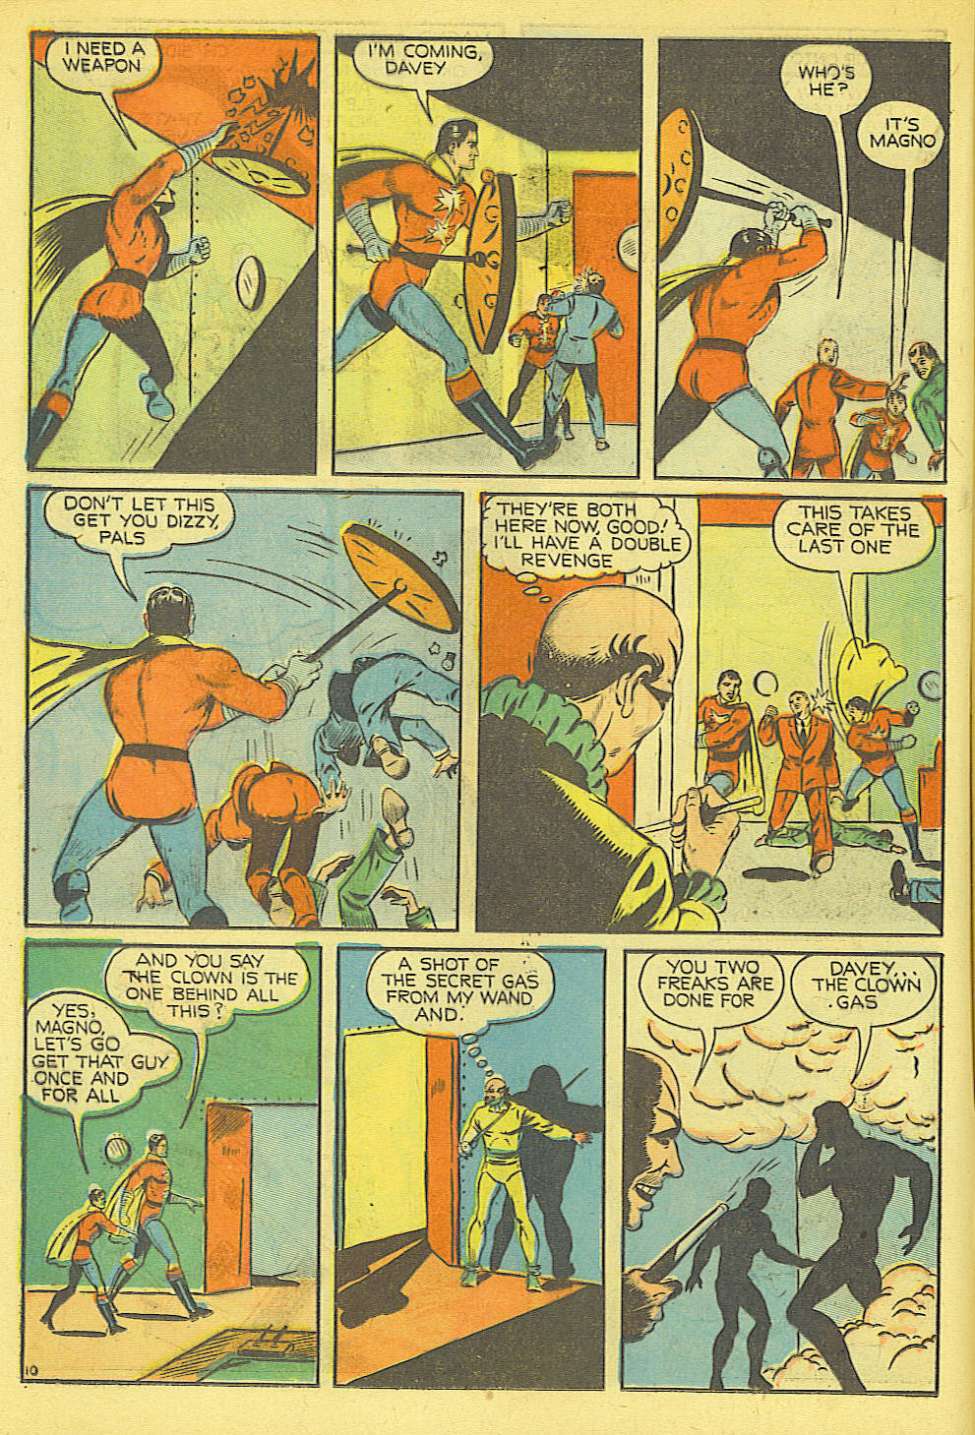 I NEED A
WEAPON
I'M COMING,
DAVEY
WHO'S
HE?
IT'S
MAGNO
DON'T LET THIS
GET YOU DIZZY,
PALS
THEY'RE BOTH
HERE NOW, GOOD!
I'LL HAVE A DOUBLE
REVENGE
THIS TAKES
CARE OF THE
LAST ONE
AND YOU SAY
THE CLOWN IS THE
ONE BEHIND ALL
THIS?
YES,
MAGNO,
LET'S GO
GET THAT GUY
ONCE AND
FOR ALL
10
A SHOT OF
THE SECRET GAS
FROM MY WAND
AND.
YOU TWO
FREAKS ARE
DONE FOR
DAVEY...
THE CLOWN
.GAS